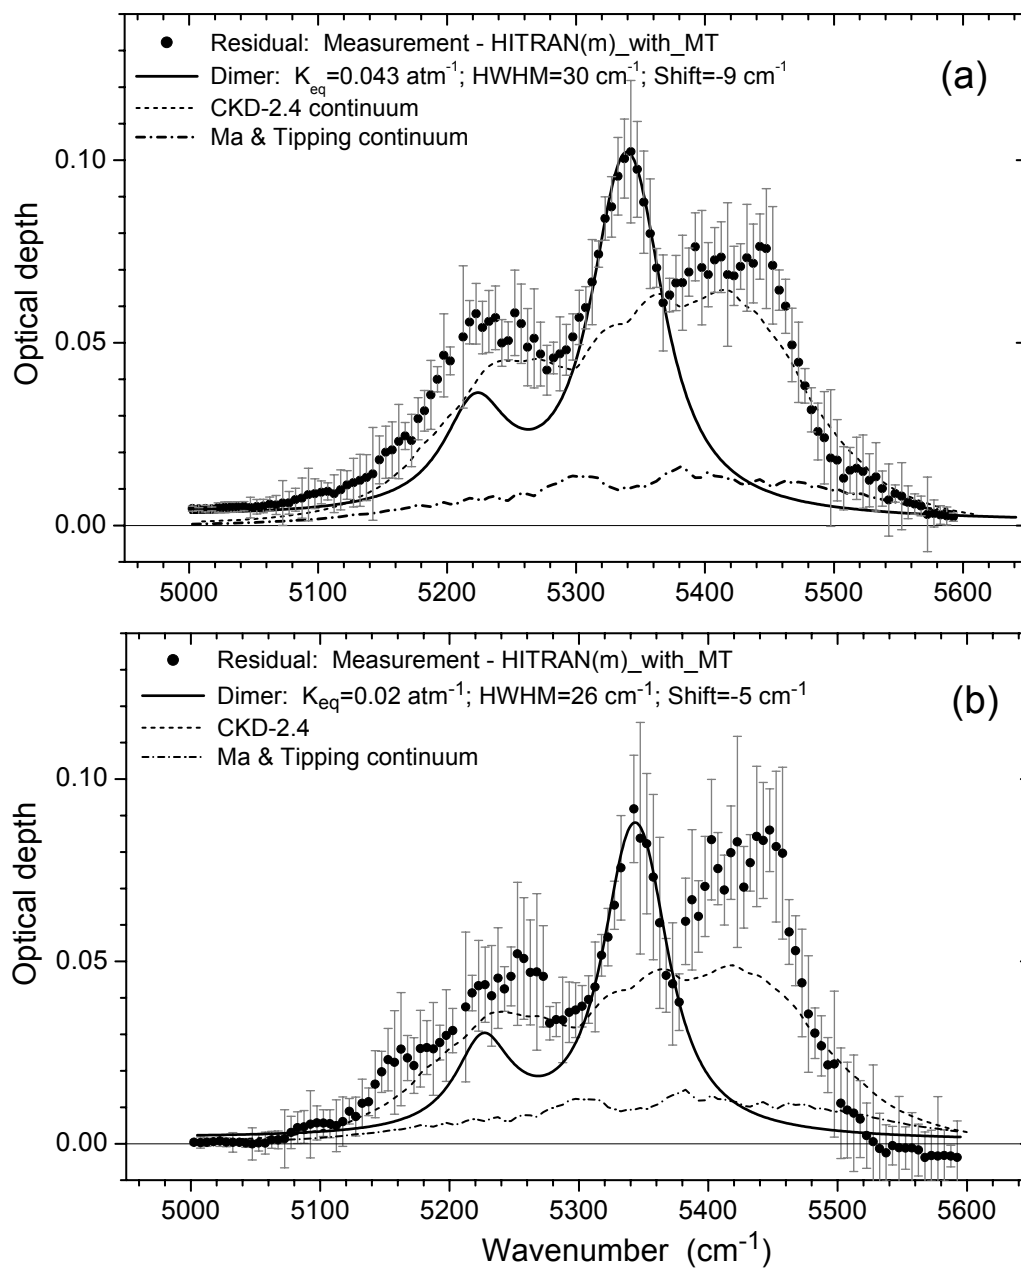 Residual: Measurement - HITRAN(m)_with_MT
Dimer: K_eq=0.043 atm⁻¹; HWHM=30 cm⁻¹; Shift=-9 cm⁻¹
CKD-2.4 continuum
Ma & Tipping continuum
(a)
Optical depth
0.10
0.05
0.00
5000 5100 5200 5300 5400 5500 5600
Residual: Measurement - HITRAN(m)_with_MT
Dimer: K_eq=0.02 atm⁻¹; HWHM=26 cm⁻¹; Shift=-5 cm⁻¹
CKD-2.4
Ma & Tipping continuum
(b)
Optical depth
0.10
0.05
0.00
5000 5100 5200 5300 5400 5500 5600
Wavenumber (cm⁻¹)